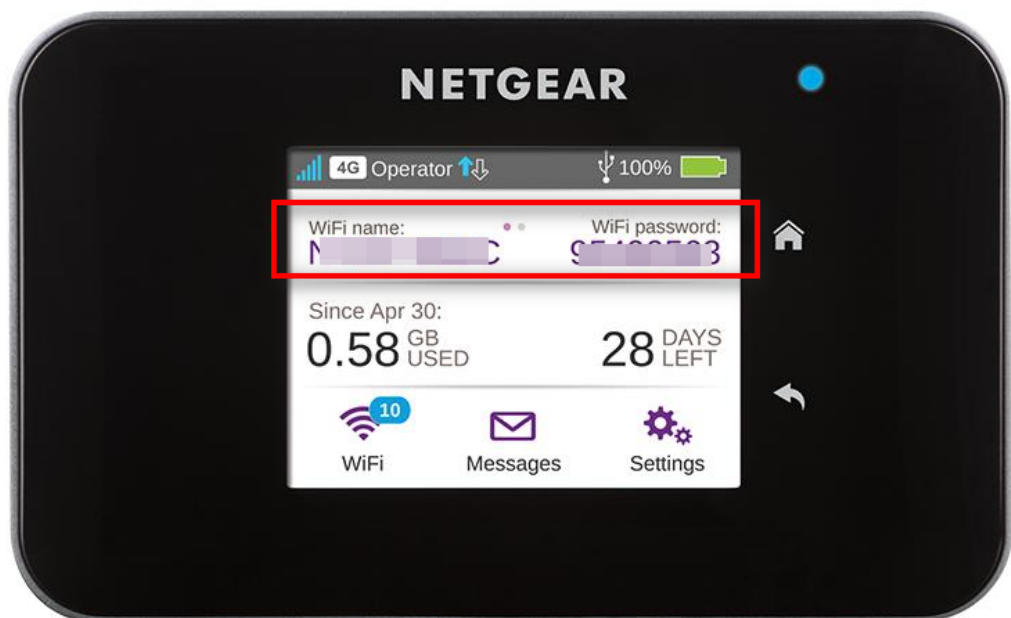 NETGEAR
4G Operator 100%
WiFi name: WiFi password:
Since Apr 30:
0.58 GB USED 28 DAYS LEFT
10
WiFi Messages Settings